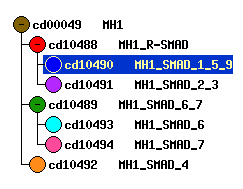 cd00049 MH1
cd10488 MH1_R-SMAD
cd10490 MH1_SMAD_1_5_9
cd10491 MH1_SMAD_2_3
cd10489 MH1_SMAD_6_7
cd10493 MH1_SMAD_6
cd10494 MH1_SMAD_7
cd10492 MH1_SMAD_4